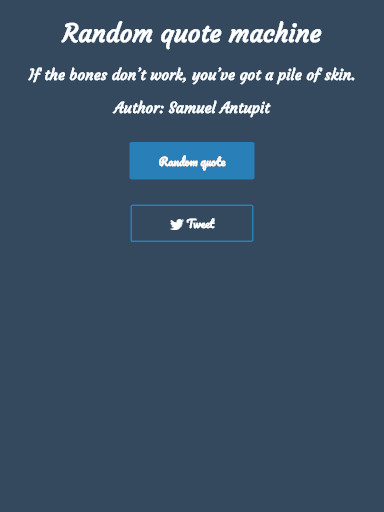 Random quote machine
If the bones don't work, you've got a pile of skin.
Author: Samuel Antupit
Random quote
Tweet